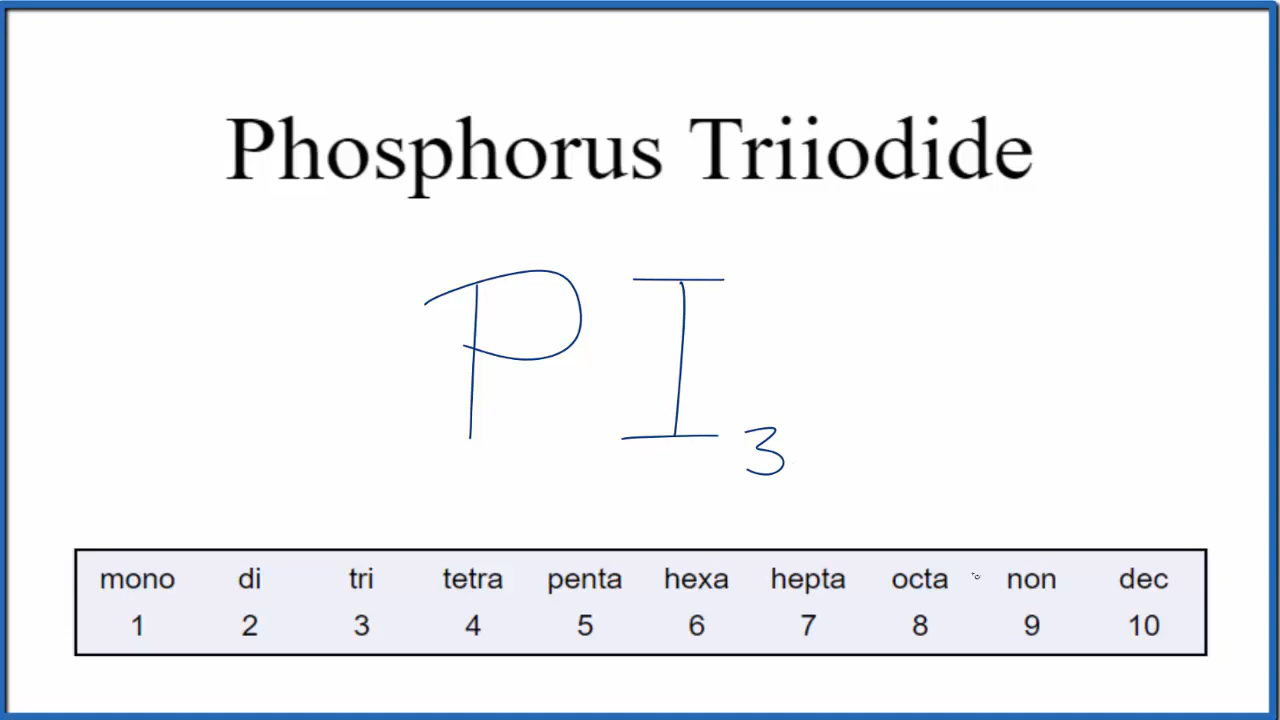 Phosphorus Triiodide
PI₃
mono di tri tetra penta hexa hepta octa non dec
1 2 3 4 5 6 7 8 9 10